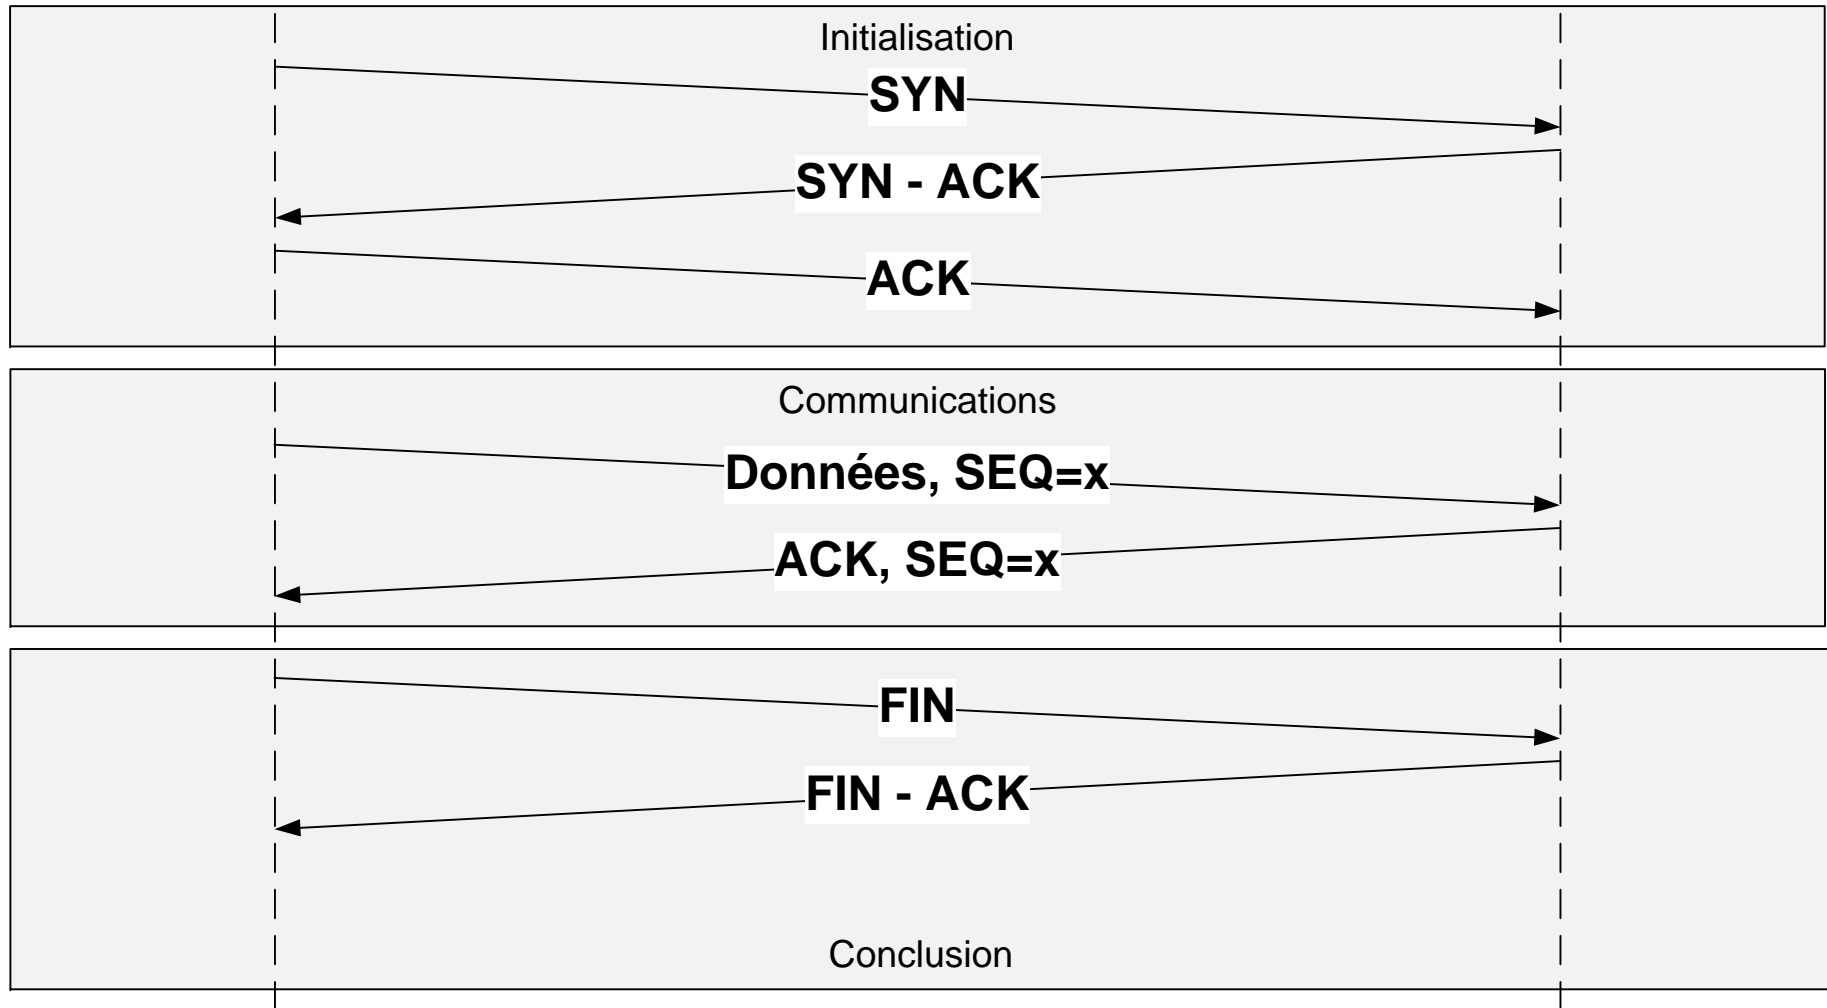 Initialisation
SYN
SYN - ACK
ACK
Communications
Données, SEQ=x
ACK, SEQ=x
FIN
FIN - ACK
Conclusion